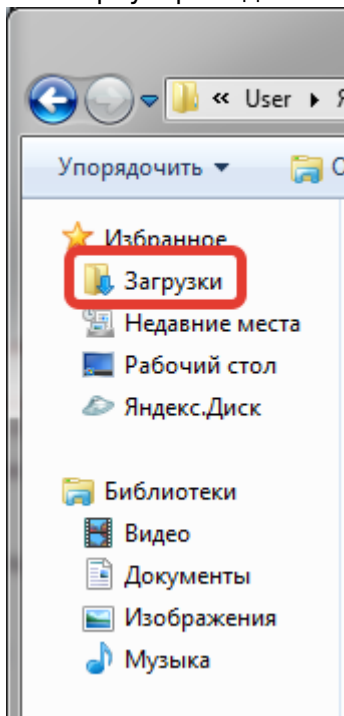 « User ▸
Упорядочить ▼
Избранное
Загрузки
Недавние места
Рабочий стол
Яндекс.Диск
Библиотеки
Видео
Документы
Изображения
Музыка